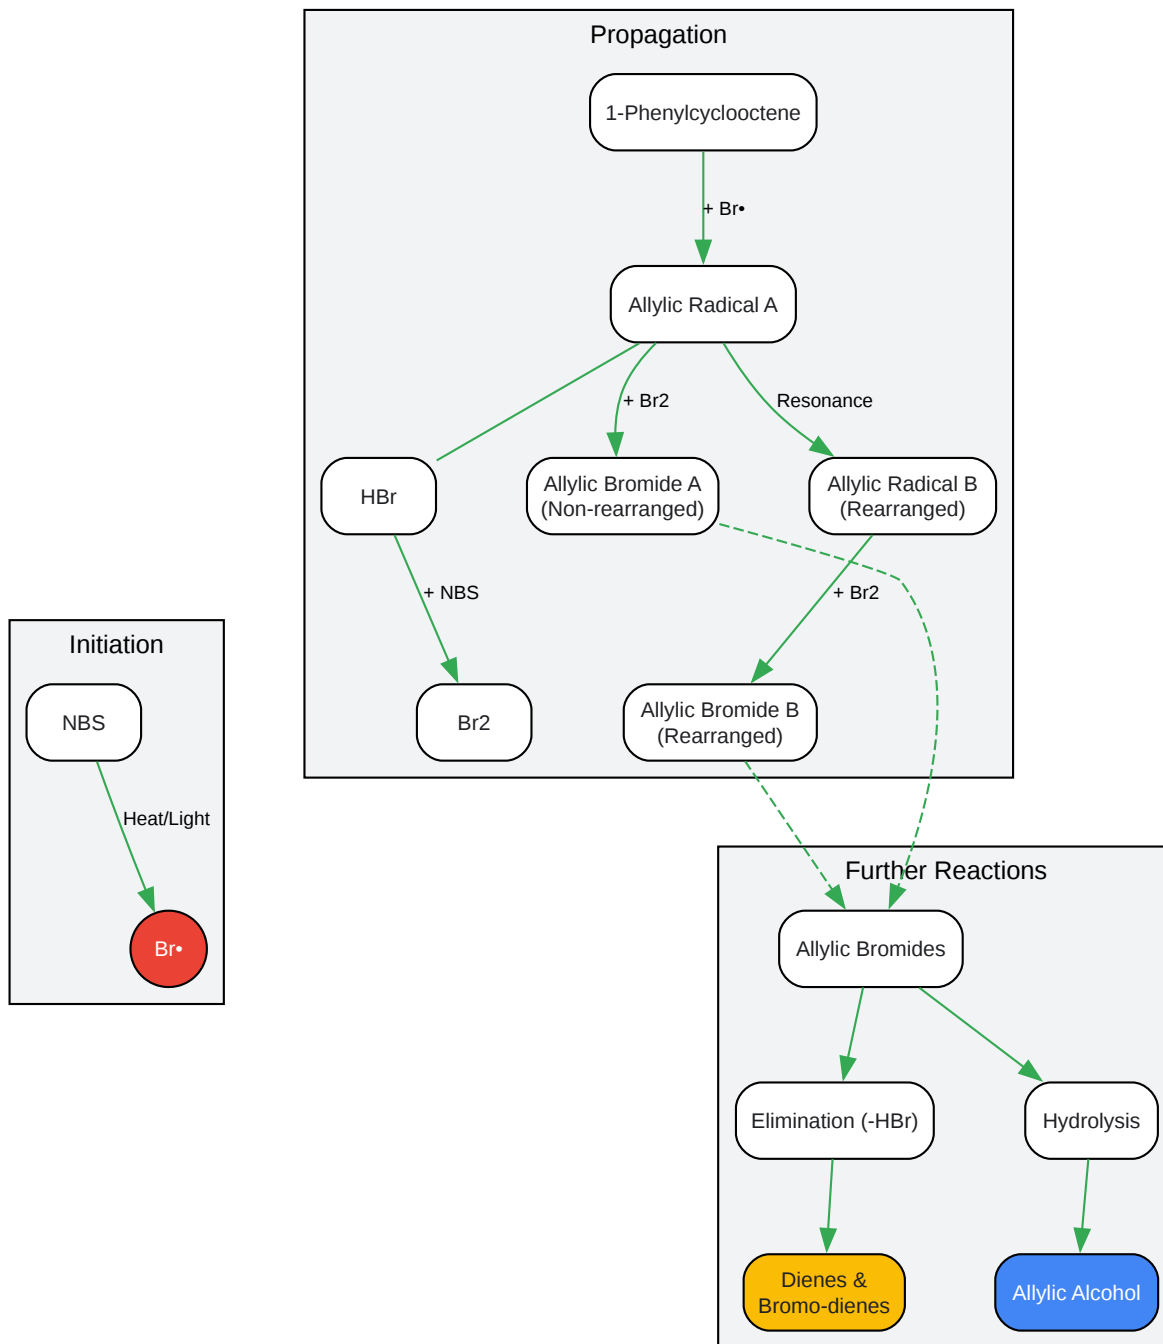 Propagation
1-Phenylcyclooctene
+ Br•
Allylic Radical A
+ Br2
Resonance
HBr
Allylic Bromide A
(Non-rearranged)
Allylic Radical B
(Rearranged)
+ NBS
+ Br2
Br2
Allylic Bromide B
(Rearranged)
Initiation
NBS
Heat/Light
Br•
Further Reactions
Allylic Bromides
Elimination (-HBr)
Hydrolysis
Dienes &
Bromo-dienes
Allylic Alcohol